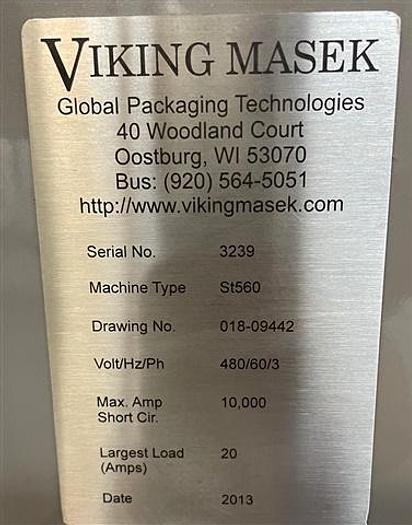 VIKING MASEK
Global Packaging Technologies
40 Woodland Court
Oostburg, WI 53070
Bus: (920) 564-5051
http://www.vikingmasek.com
Serial No. 3239
Machine Type St560
Drawing No. 018-09442
Volt/Hz/Ph 480/60/3
Max. Amp 10,000
Short Cir.
Largest Load 20
(Amps)
Date 2013